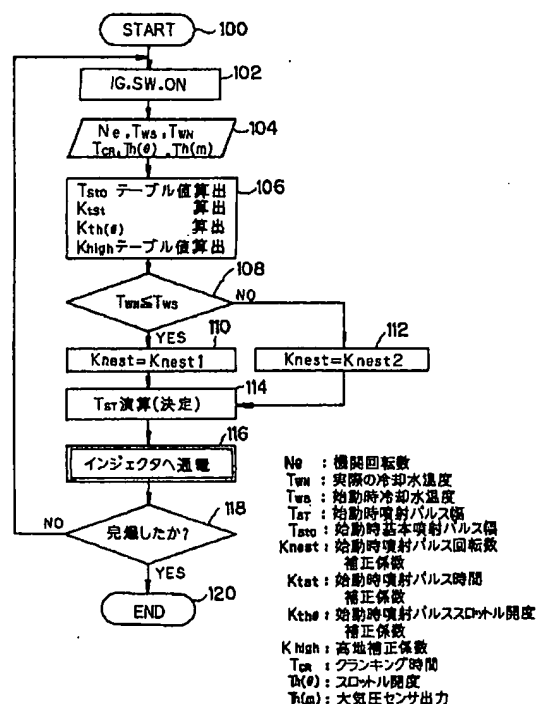 START
100
IG.SW.ON
102
Ne,Tws,TWN
TCR,Th(θ),Th(m)
104
Tsto テーブル値算出
Ktst 算出
Kth(θ) 算出
Khighテーブル値算出
106
TWN≦Tws
108
NO
YES
110
Knest=Knest1
112
Knest=Knest2
114
TST演算(決定)
116
インジェクタへ通電
118
NO
完爆したか?
YES
120
END
Ne : 機関回転数
TWN : 実際の冷却水温度
Tws : 始動時冷却水温度
TST : 始動時噴射パルス幅
Tsto : 始動時基本噴射パルス幅
Knest : 始動時噴射パルス回転数
補正係数
Ktst : 始動時噴射パルス時間
補正係数
Kthθ : 始動時噴射パルススロットル開度
補正係数
Khigh : 高地補正係数
TCR : クランキング時間
Th(θ) : スロットル開度
Th(m) : 大気圧センサ出力